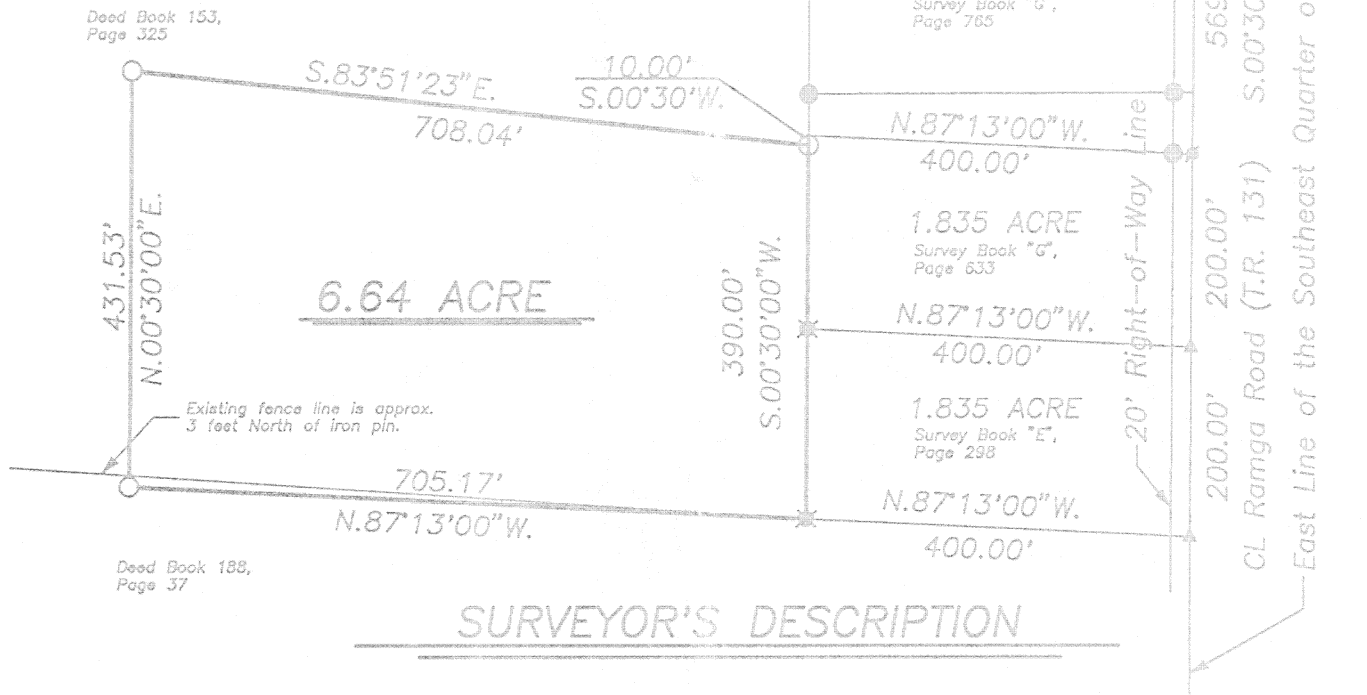 Deed Book 153,
Page 325
Survey Book "G",
Page 765
S.83°51'23"E.
708.04'
10.00'
S.00°30'W.
N.87°13'00"W.
400.00'
431.53'
N.00°30'00"E.
6.64 ACRE
390.00'
S.00°30'00"W.
1.835 ACRE
Survey Book "G",
Page 633
N.87°13'00"W.
400.00'
Existing fence line is approx.
3 feet North of iron pin.
1.835 ACRE
Survey Book "E",
Page 298
705.17'
N.87°13'00"W.
N.87°13'00"W.
400.00'
Deed Book 188,
Page 37
20' Right-of-Way Line
569
S.00°30
200.00'
200.00'
CL Ramga Road (T.R. 131)
East Line of the Southeast Quarter o
SURVEYOR'S DESCRIPTION